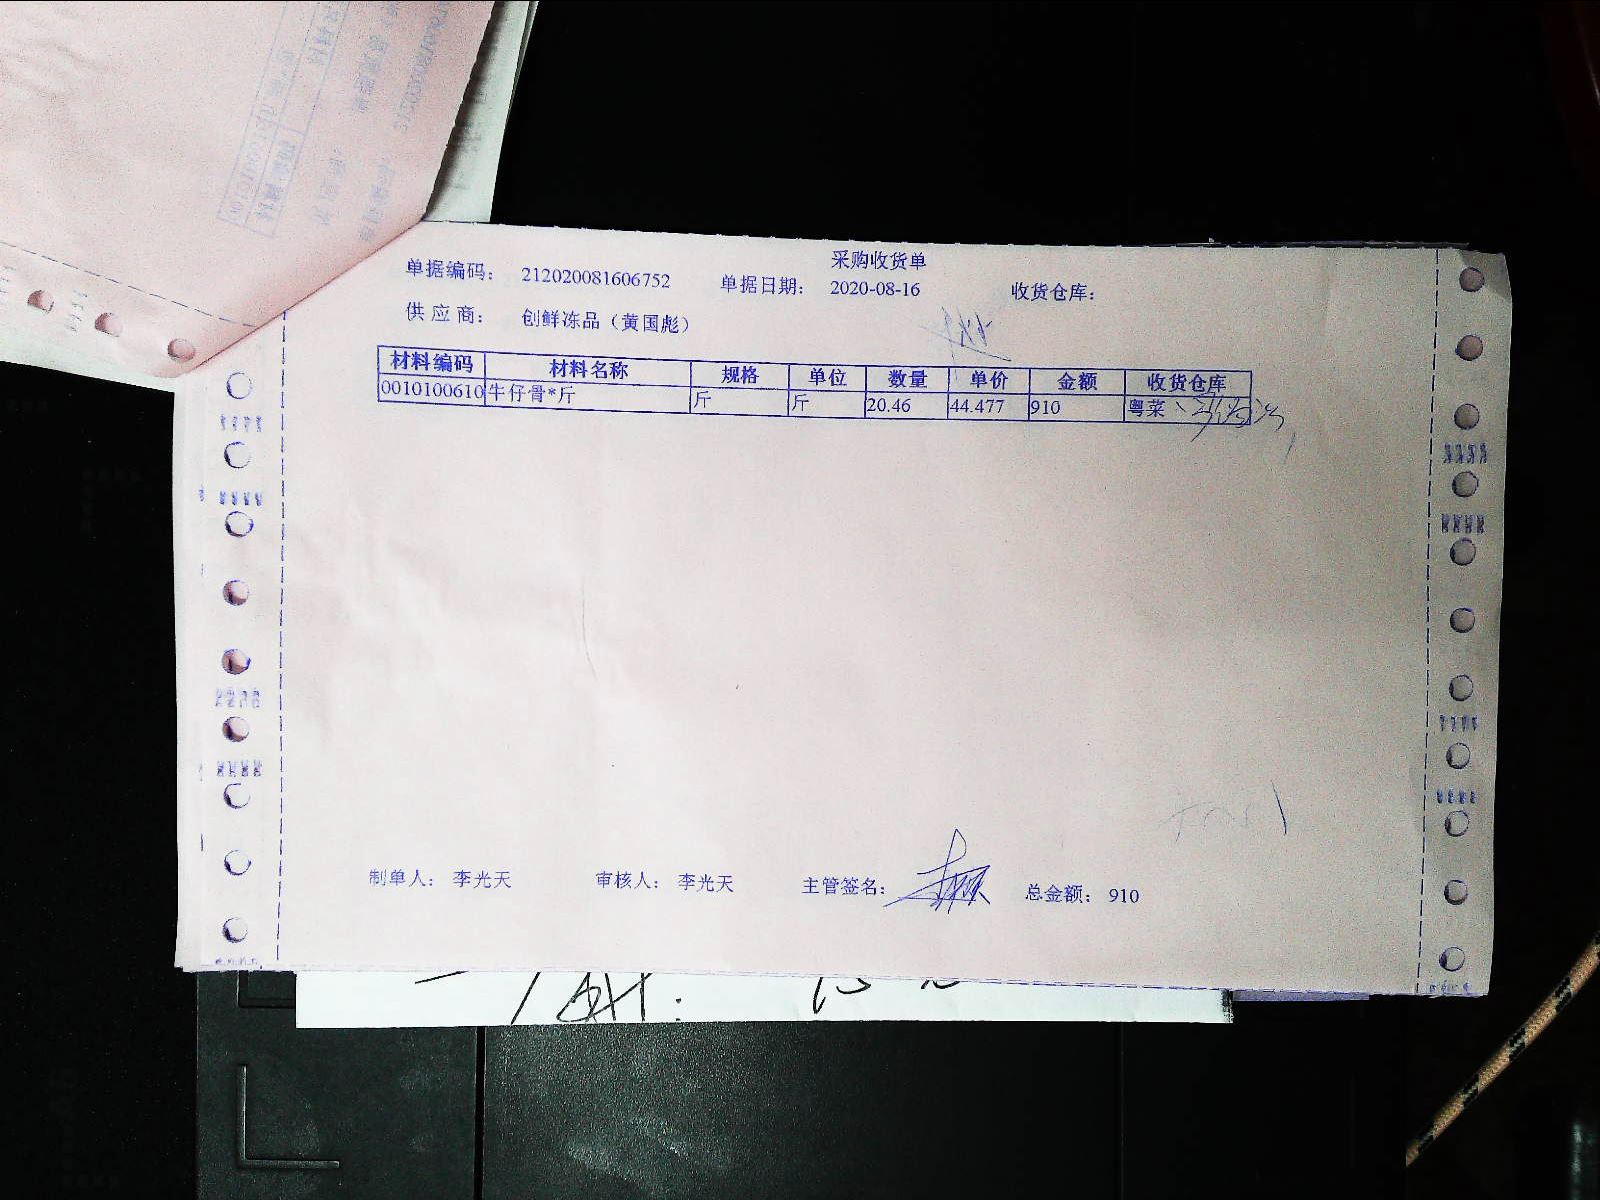 采购收货单
单据编码： 212020081606752 单据日期： 2020-08-16 收货仓库：
供应商： 创鲜冻品（黄国彪）
材料编码 材料名称 规格 单位 数量 单价 金额 收货仓库
0010100610 牛仔骨*斤 斤 斤 20.46 44.477 910 粤菜
制单人： 李光天 审核人： 李光天 主管签名： 总金额： 910